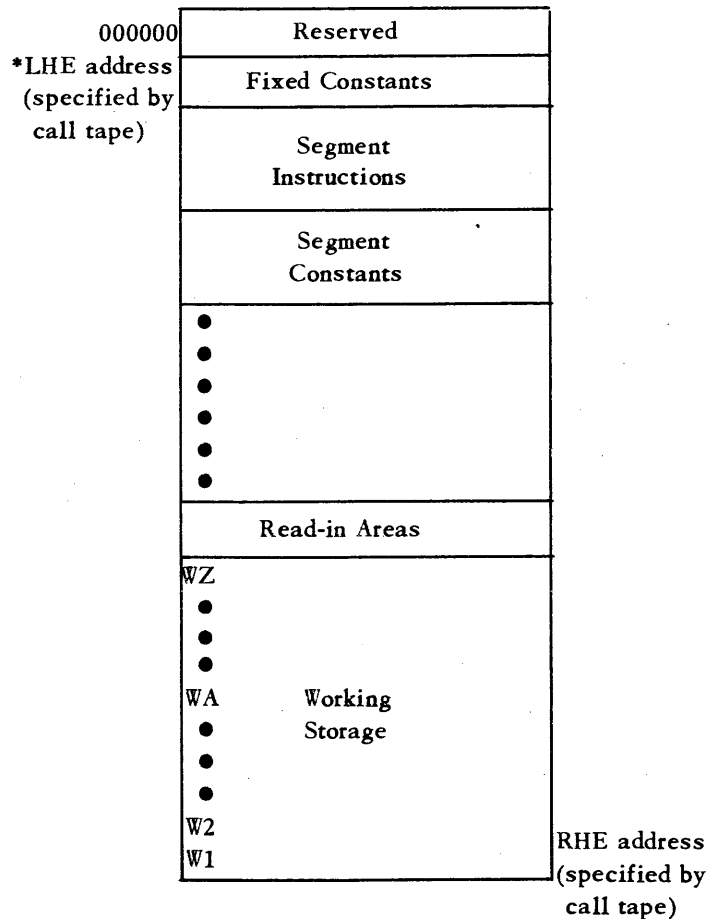 000000
Reserved
*LHE address
(specified by
call tape)
Fixed Constants
Segment
Instructions
Segment
Constants
Read-in Areas
WZ
WA
Working
Storage
W2
W1
RHE address
(specified by
call tape)